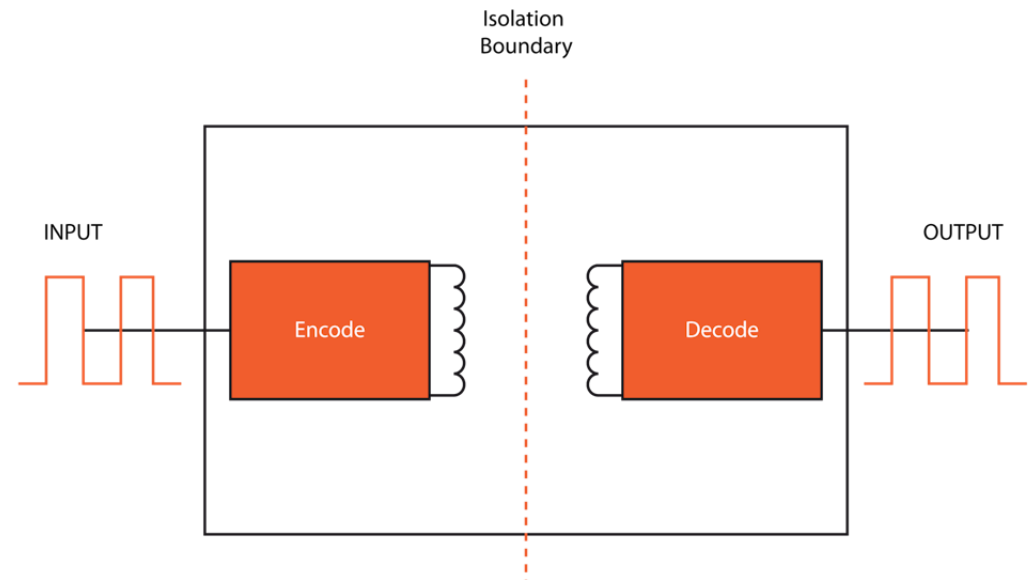 Isolation
Boundary
INPUT
OUTPUT
Encode
Decode